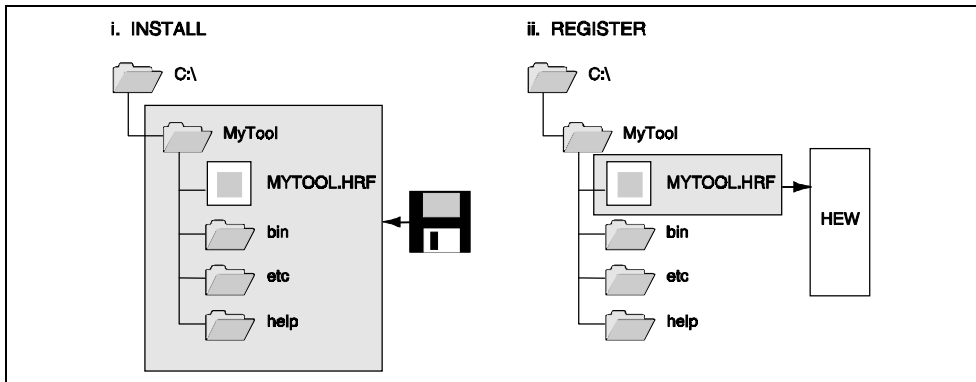 i. INSTALL
C:\
MyTool
MYTOOL.HRF
bin
etc
help
ii. REGISTER
C:\
MyTool
MYTOOL.HRF
bin
etc
help
HEW